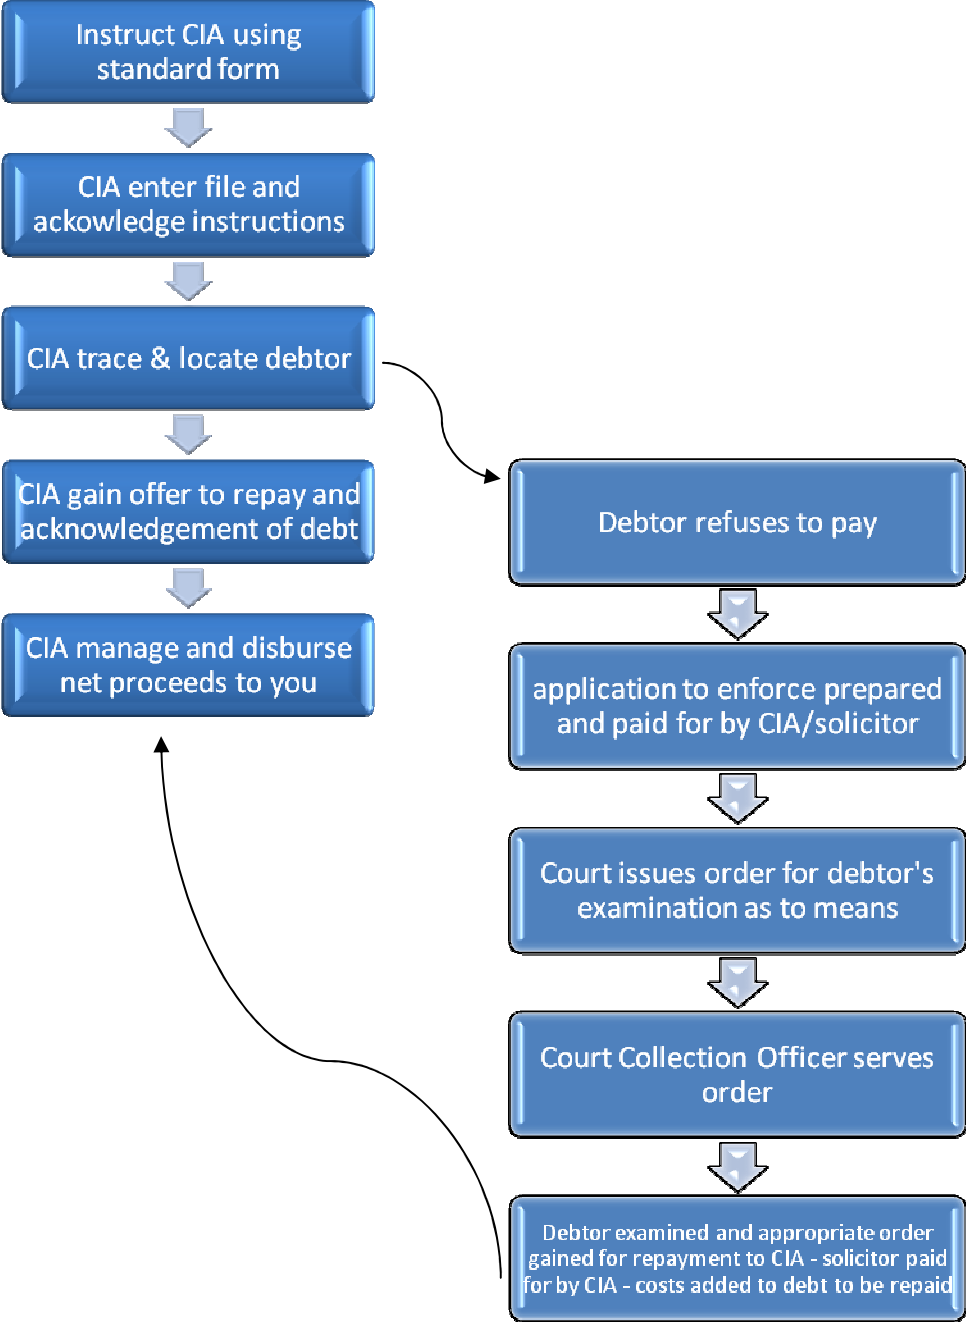 Instruct CIA using
standard form
CIA enter file and
ackowledge instructions
CIA trace & locate debtor
CIA gain offer to repay and
acknowledgement of debt
CIA manage and disburse
net proceeds to you
Debtor refuses to pay
application to enforce prepared
and paid for by CIA/solicitor
Court issues order for debtor's
examination as to means
Court Collection Officer serves
order
Debtor examined and appropriate order
gained for repayment to CIA - solicitor paid
for by CIA - costs added to debt to be repaid